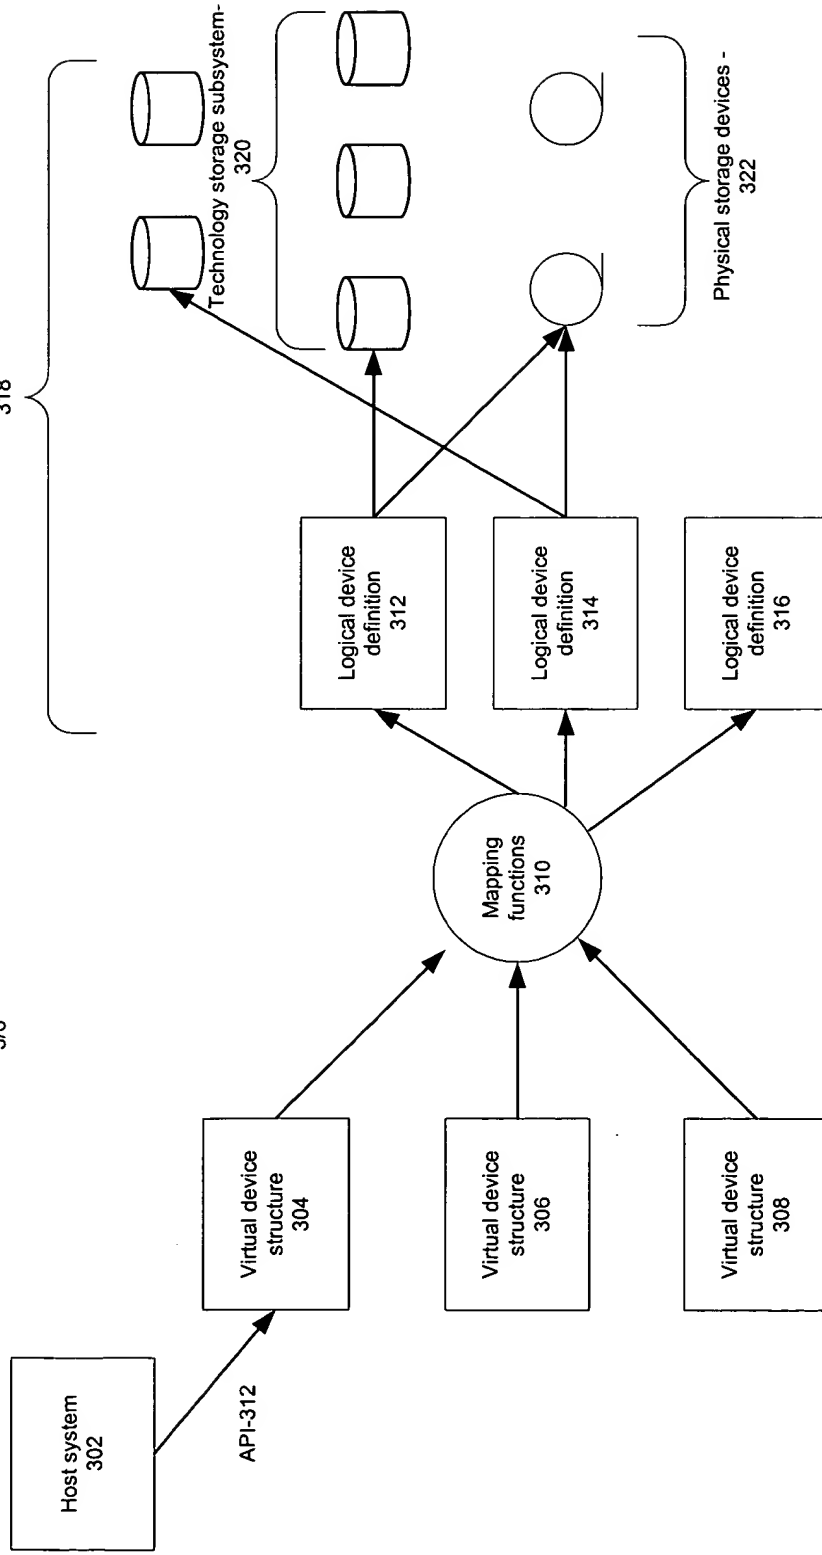 318
Host system
302
API-312
Virtual device
structure
304
Virtual device
structure
306
Virtual device
structure
308
Mapping
functions
310
Logical device
definition
312
Logical device
definition
314
Logical device
definition
316
Technology storage subsystem-
320
Physical storage devices -
322